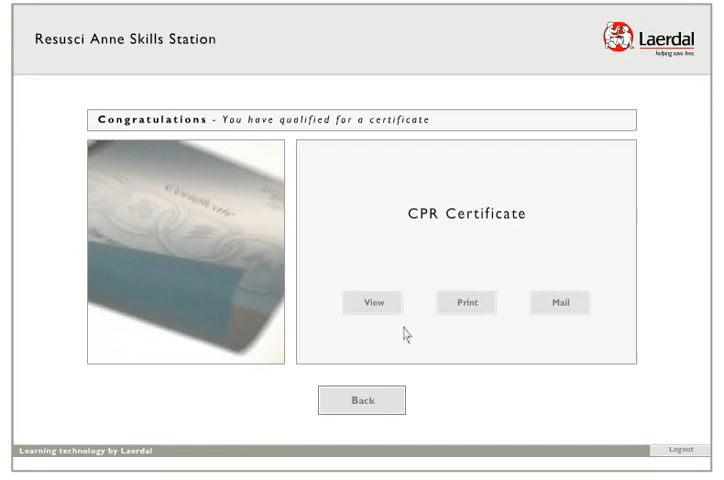 Resusci Anne Skills Station
Laerdal
helping save lives
Congratulations - You have qualified for a certificate
Certificate
CPR Certificate
View
Print
Mail
Back
Learning technology by Laerdal
Logout